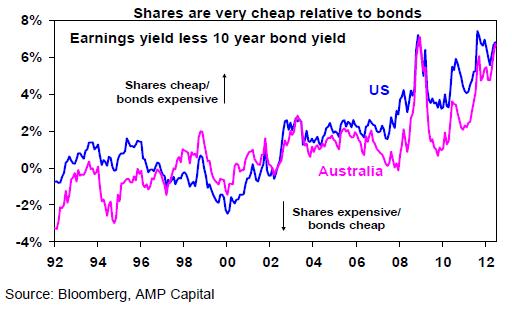 Shares are very cheap relative to bonds
8%
Earnings yield less 10 year bond yield
6%
Shares cheap/
bonds expensive
US
4%
2%
0%
Australia
-2%
Shares expensive/
bonds cheap
-4%
92 94 96 98 00 02 04 06 08 10 12
Source: Bloomberg, AMP Capital